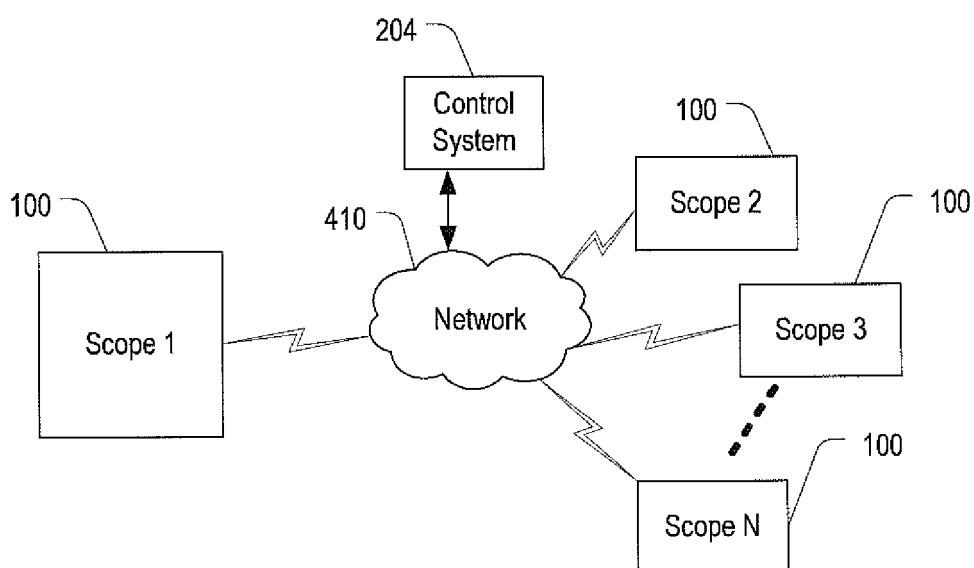 204
Control
System
100
Scope 2
100
100
410
Network
Scope 1
Scope 3
100
Scope N